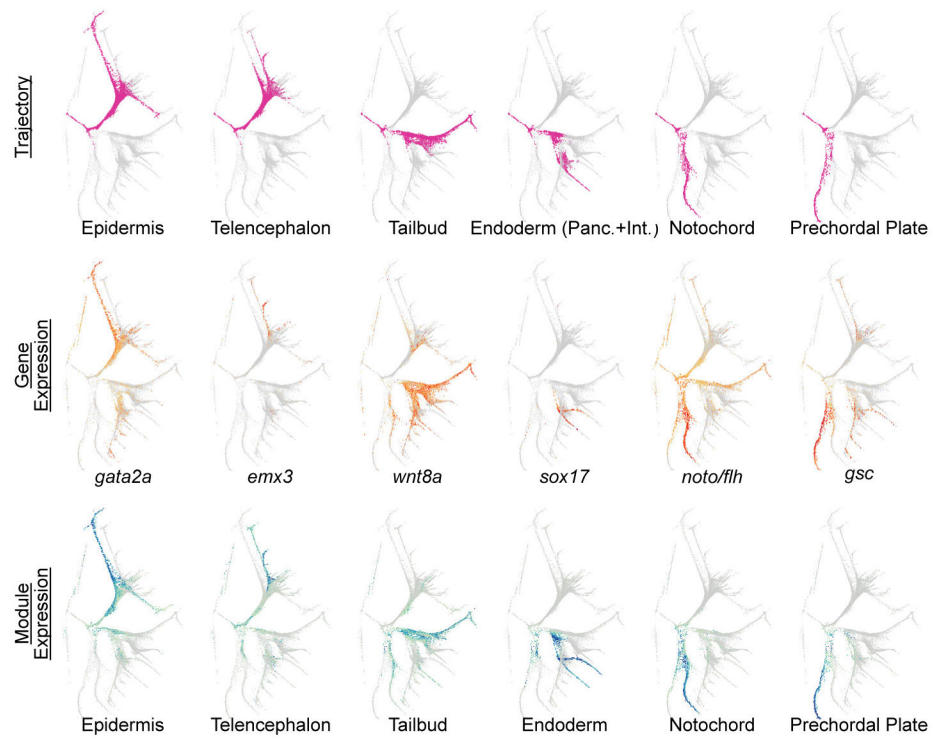 Trajectory
Epidermis Telencephalon Tailbud Endoderm (Panc.+Int.) Notochord Prechordal Plate
Gene
Expression
gata2a emx3 wnt8a sox17 noto/flh gsc
Module
Expression
Epidermis Telencephalon Tailbud Endoderm Notochord Prechordal Plate